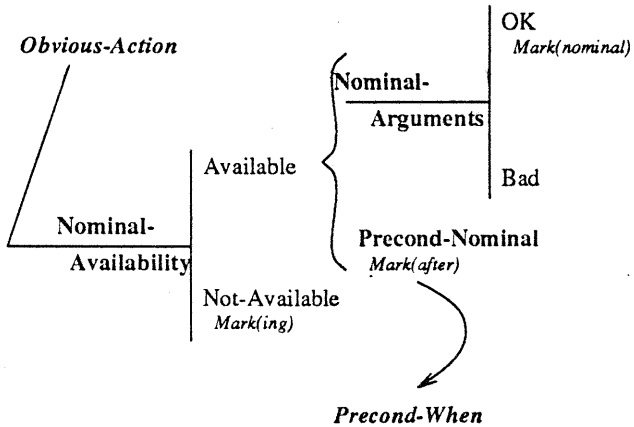 Obvious-Action
Nominal-
Availability
Available
Not-Available
Mark(ing)
Nominal-
Arguments
OK
Mark(nominal)
Bad
Precond-Nominal
Mark(after)
Precond-When